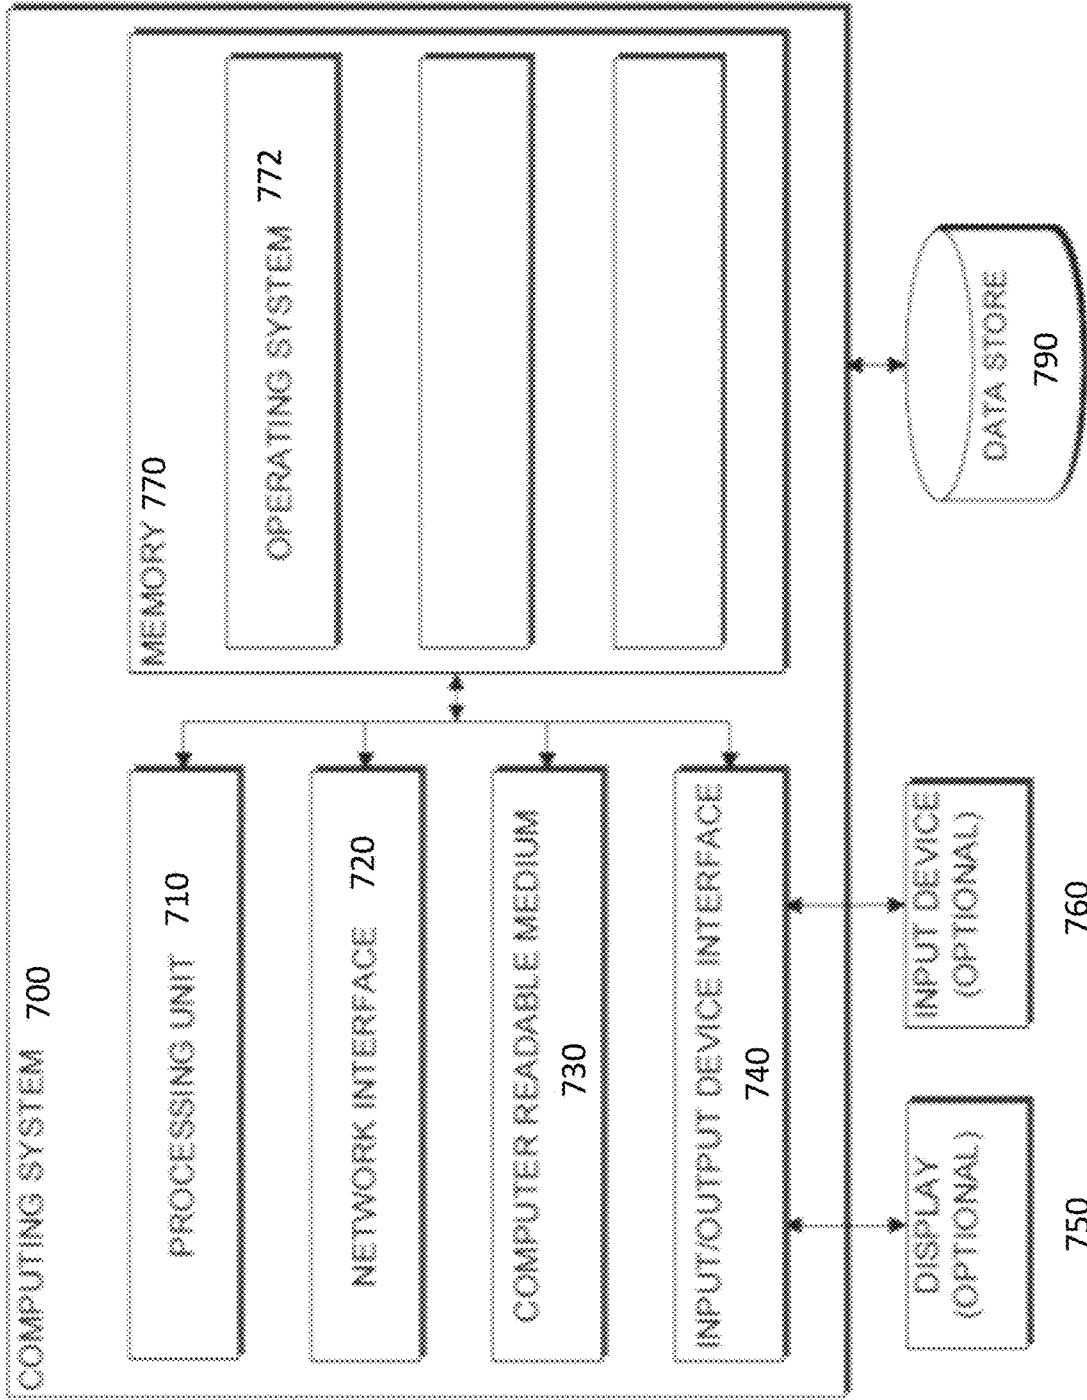 COMPUTING SYSTEM 700
PROCESSING UNIT 710
NETWORK INTERFACE 720
COMPUTER READABLE MEDIUM
730
INPUT/OUTPUT DEVICE INTERFACE
740
MEMORY 770
OPERATING SYSTEM 772
DISPLAY
(OPTIONAL)
750
INPUT DEVICE
(OPTIONAL)
760
DATA STORE
790